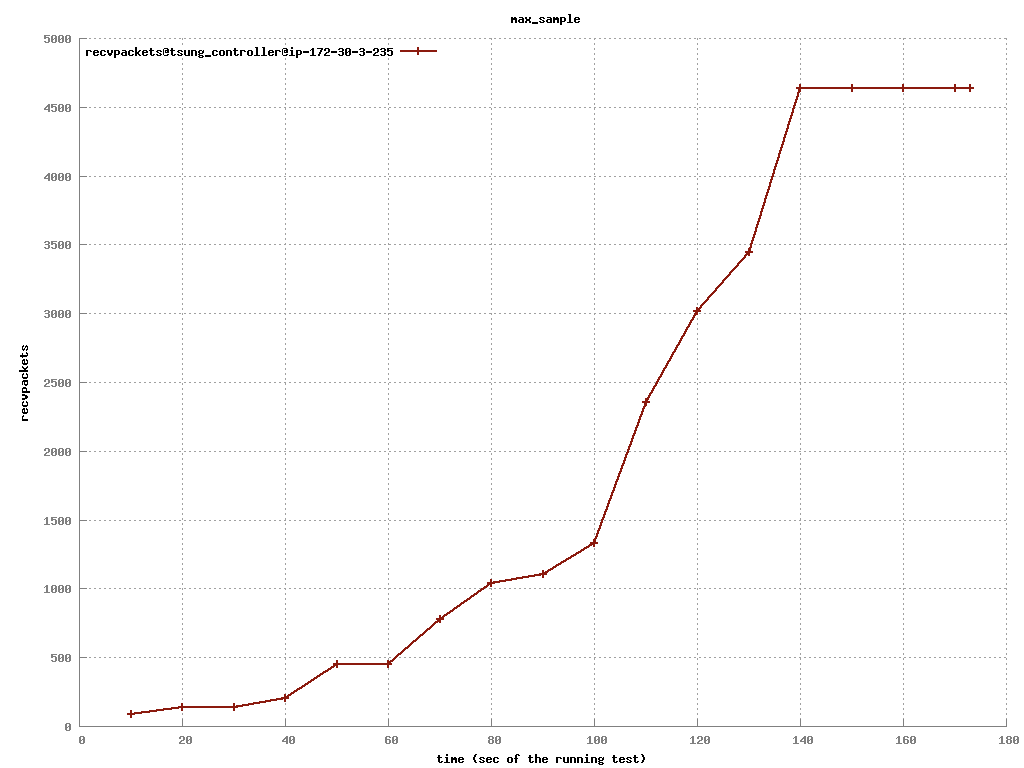 max_sample
5000
recvpackets@tsung_controller@ip-172-30-3-235
4500
4000
3500
3000
2500
2000
1500
1000
500
0
recvpackets
0 20 40 60 80 100 120 140 160 180
time (sec of the running test)